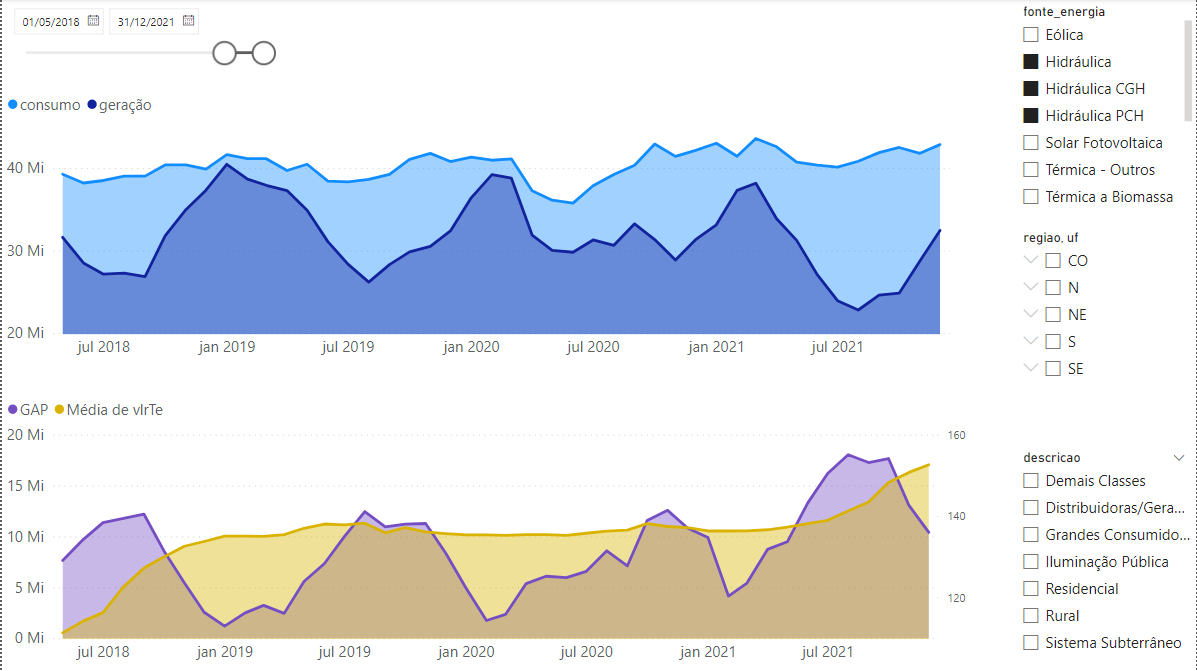 01/05/2018 31/12/2021
consumo geração
40 Mi
30 Mi
20 Mi
jul 2018 jan 2019 jul 2019 jan 2020 jul 2020 jan 2021 jul 2021
GAP Média de vlrTe
20 Mi 160
15 Mi
140
10 Mi
5 Mi
120
0 Mi
jul 2018 jan 2019 jul 2019 jan 2020 jul 2020 jan 2021 jul 2021
fonte_energia
Eólica
Hidráulica
Hidráulica CGH
Hidráulica PCH
Solar Fotovoltaica
Térmica - Outros
Térmica a Biomassa
regiao, uf
CO
N
NE
S
SE
descricao
Demais Classes
Distribuidoras/Gera...
Grandes Consumido...
Iluminação Pública
Residencial
Rural
Sistema Subterrâneo